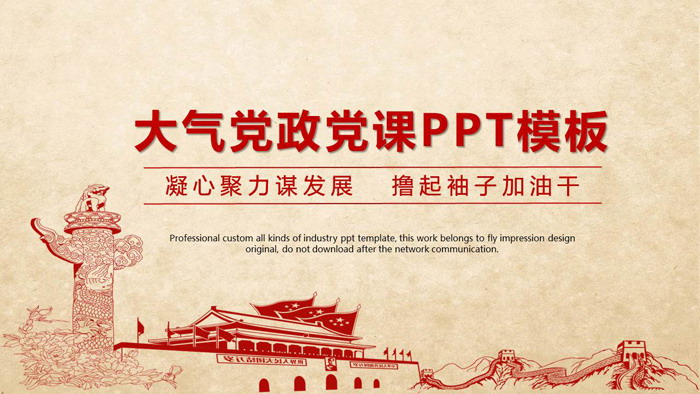 大气党政党课PPT模板
凝心聚力谋发展 撸起袖子加油干
Professional custom all kinds of industry ppt template, this work belongs to fly impression design
original, do not download after the network communication.